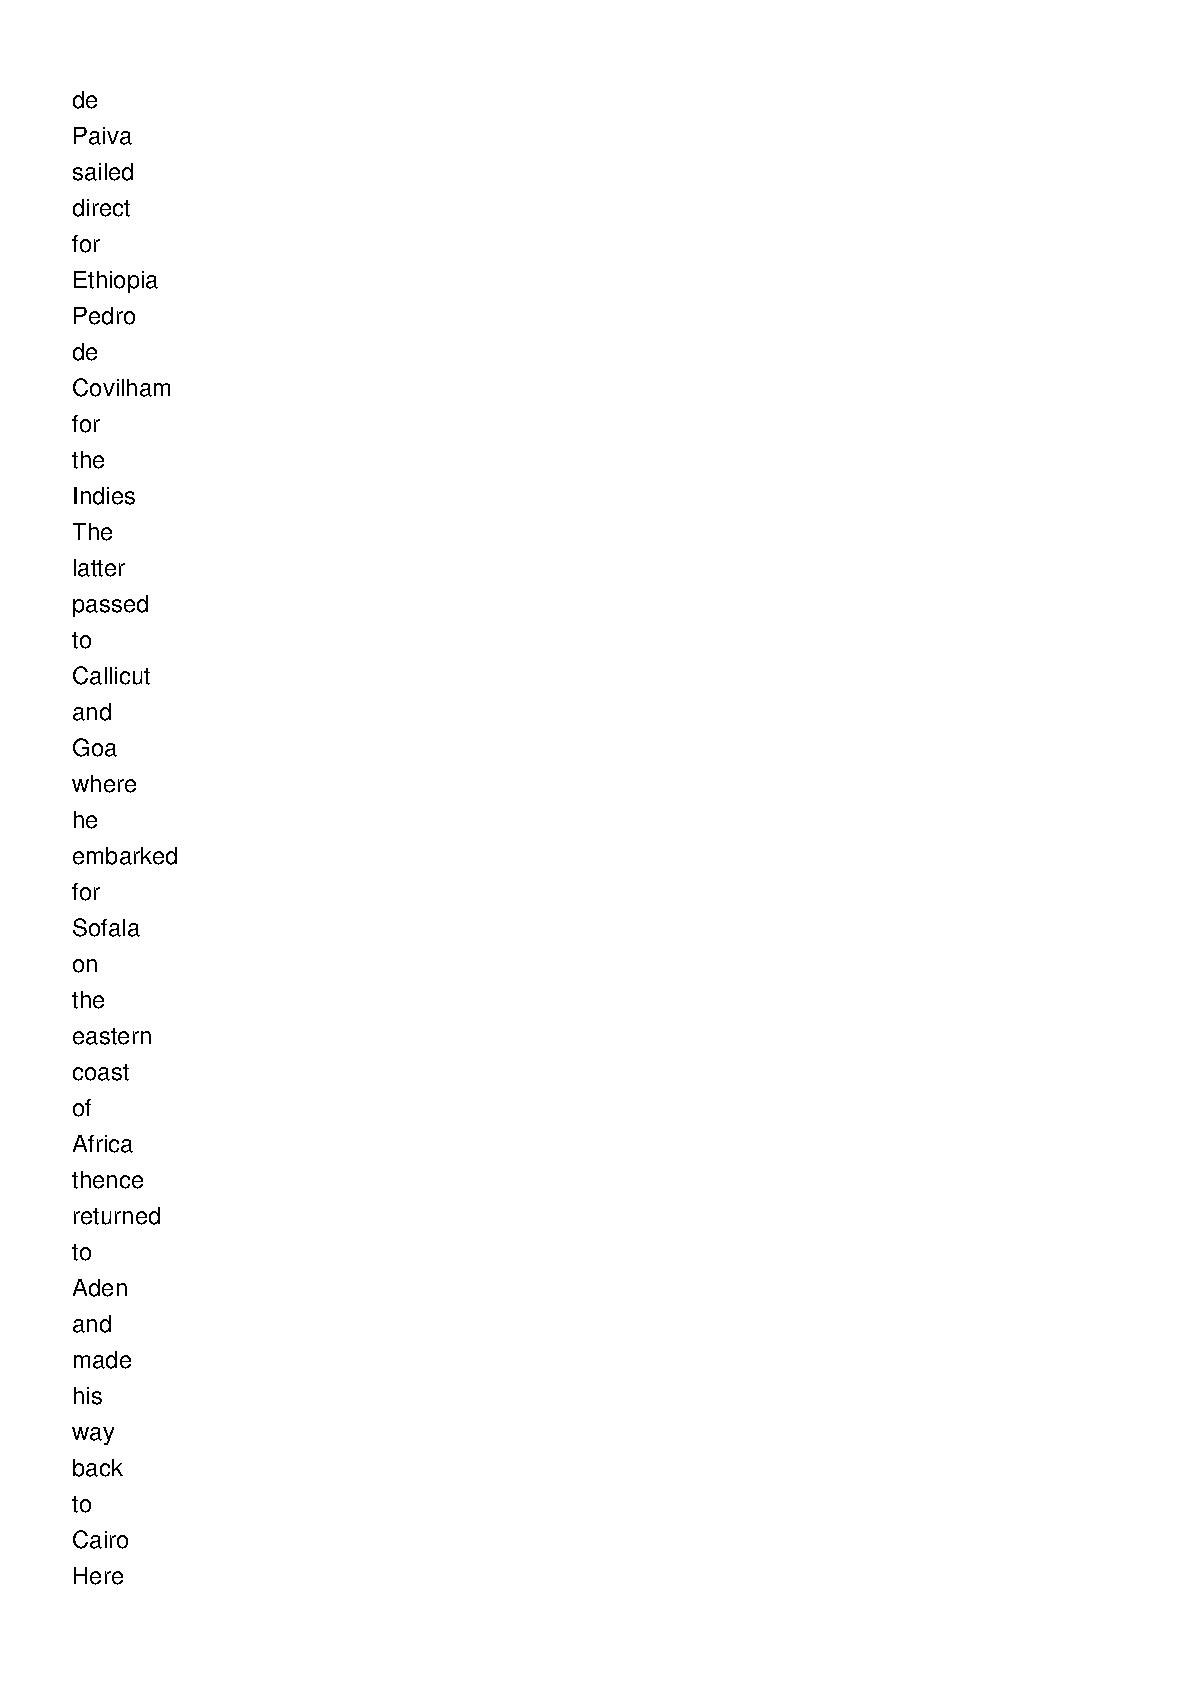 de
Paiva
sailed
direct
for
Ethiopia
Pedro
de
Covilham
for
the
Indies
The
latter
passed
to
Callicut
and
Goa
where
he
embarked
for
Sofala
on
the
eastern
coast
of
Africa
thence
returned
to
Aden
and
made
his
way
back
to
Cairo
Here